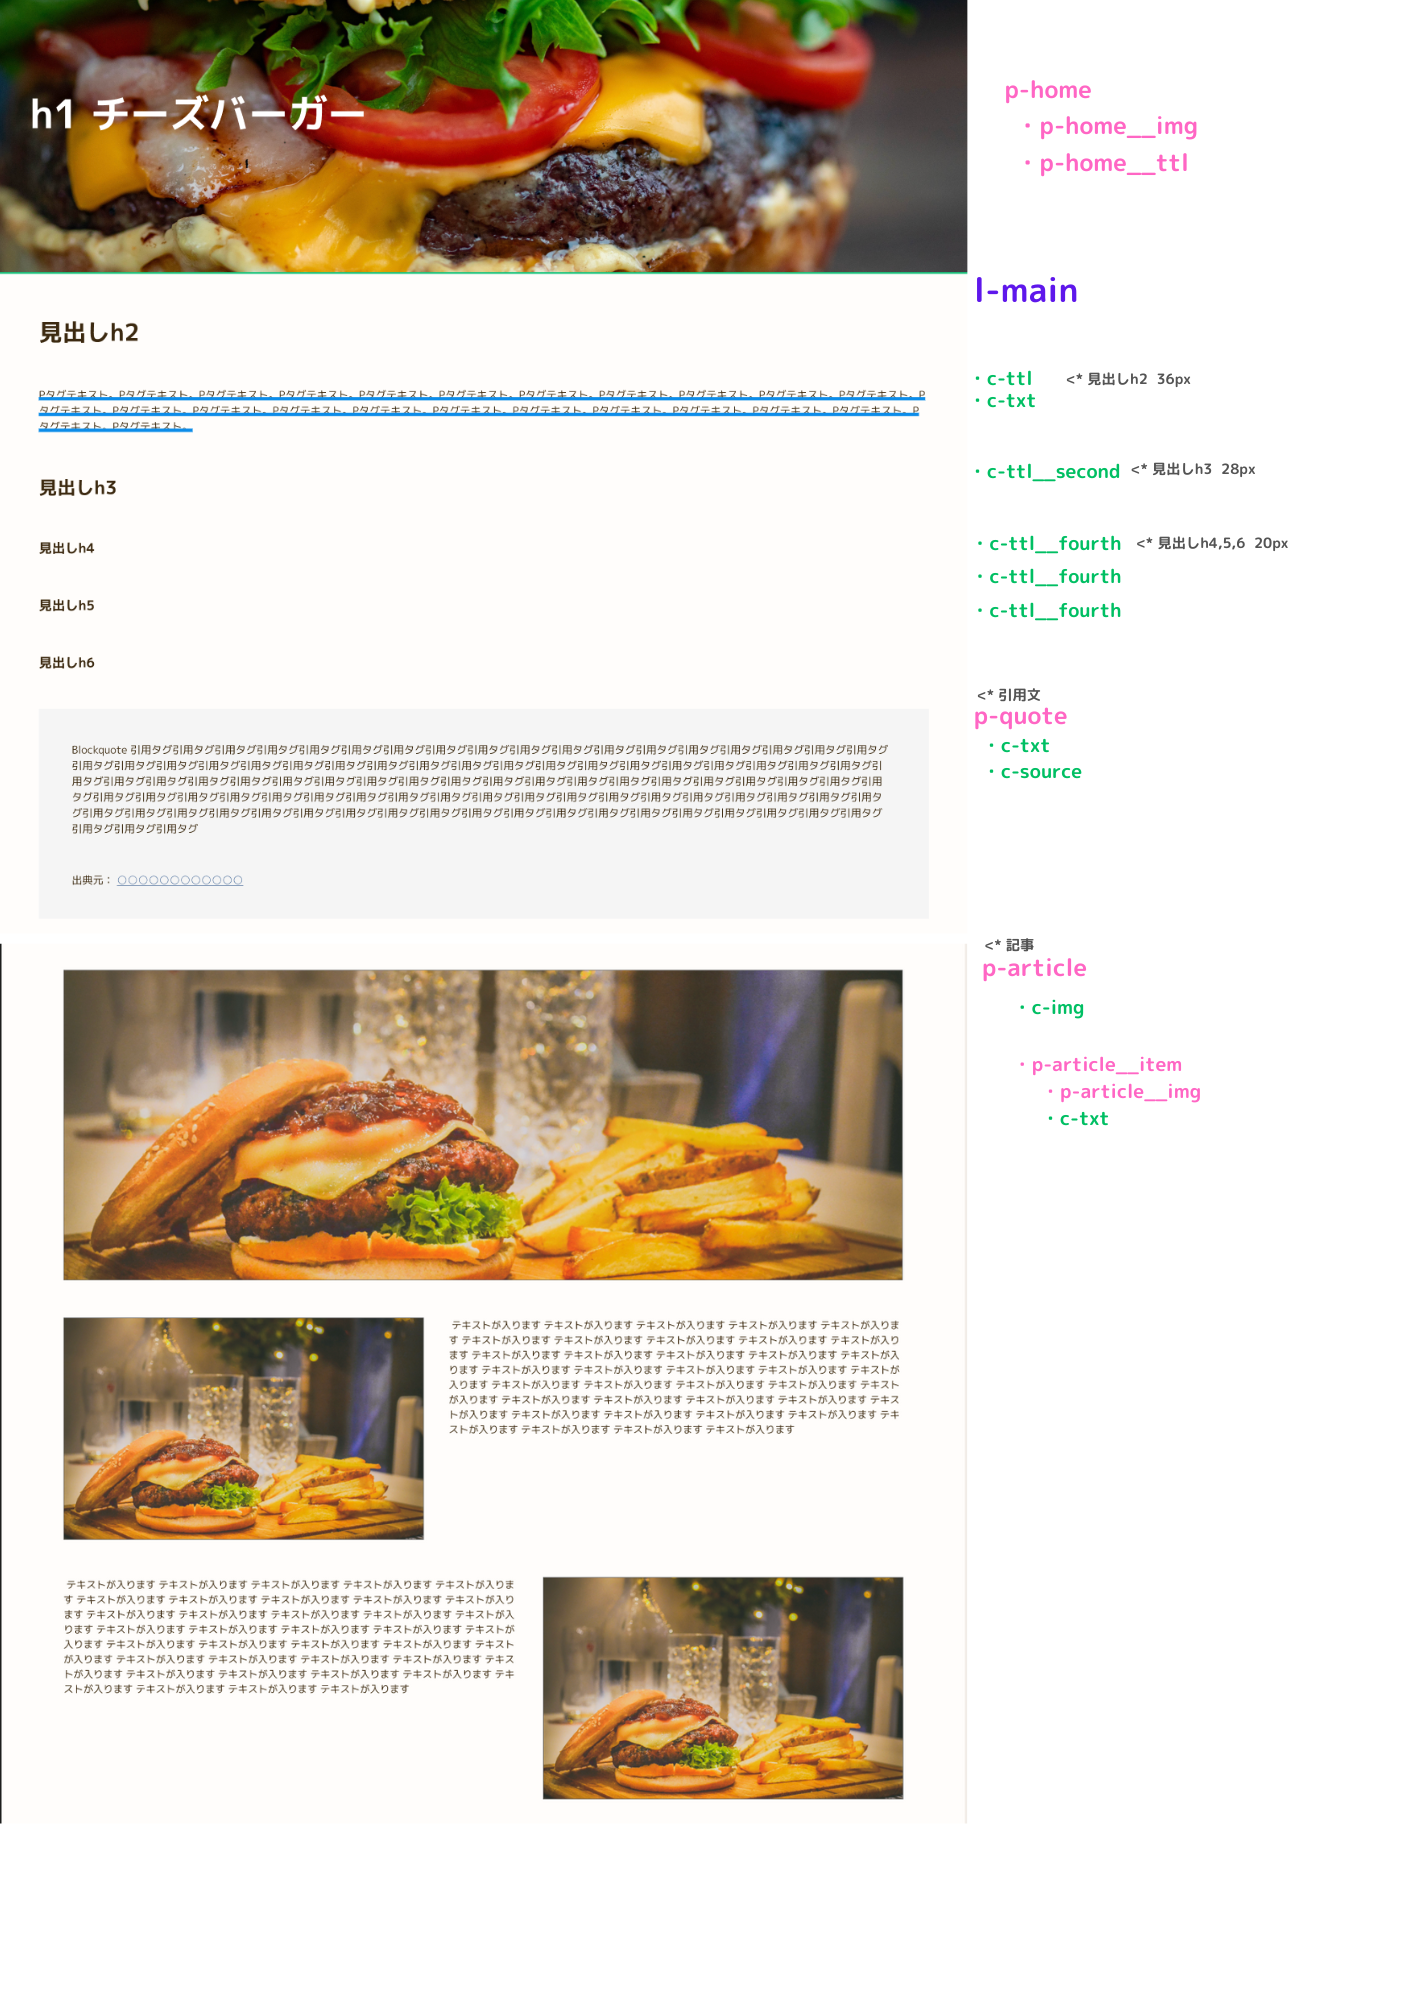 h1 チーズバーガー
p-home
・p-home__img
・p-home__ttl
l-main
見出しh2
Pタグテキスト。Pタグテキスト。Pタグテキスト。Pタグテキスト。Pタグテキスト。Pタグテキスト。Pタグテキスト。Pタグテキスト。Pタグテキスト。Pタグテキスト。Pタグテキスト。P
タグテキスト。Pタグテキスト。Pタグテキスト。Pタグテキスト。Pタグテキスト。Pタグテキスト。Pタグテキスト。Pタグテキスト。Pタグテキスト。Pタグテキスト。Pタグテキスト。P
タグテキスト。Pタグテキスト。
・c-ttl <* 見出しh2 36px
・c-txt
見出しh3
・c-ttl__second <* 見出しh3 28px
見出しh4
・c-ttl__fourth <* 見出しh4,5,6 20px
・c-ttl__fourth
見出しh5
・c-ttl__fourth
見出しh6
<* 引用文
p-quote
・c-txt
・c-source
Blockquote 引用タグ引用タグ引用タグ引用タグ引用タグ引用タグ引用タグ引用タグ引用タグ引用タグ引用タグ引用タグ引用タグ引用タグ引用タグ引用タグ引用タグ引用タグ
引用タグ引用タグ引用タグ引用タグ引用タグ引用タグ引用タグ引用タグ引用タグ引用タグ引用タグ引用タグ引用タグ引用タグ引用タグ引用タグ引用タグ引用タグ引用タグ引
用タグ引用タグ引用タグ引用タグ引用タグ引用タグ引用タグ引用タグ引用タグ引用タグ引用タグ引用タグ引用タグ引用タグ引用タグ引用タグ引用タグ引用タグ引用タグ引用
タグ引用タグ引用タグ引用タグ引用タグ引用タグ引用タグ引用タグ引用タグ引用タグ引用タグ引用タグ引用タグ引用タグ引用タグ引用タグ引用タグ引用タグ引用タグ引用タ
グ引用タグ引用タグ引用タグ引用タグ引用タグ引用タグ引用タグ引用タグ引用タグ引用タグ引用タグ引用タグ引用タグ引用タグ引用タグ引用タグ引用タグ引用タグ引用タグ
引用タグ引用タグ引用タグ
出典元： 〇〇〇〇〇〇〇〇〇〇〇〇
<* 記事
p-article
・c-img
・p-article__item
・p-article__img
・c-txt
テキストが入ります テキストが入ります テキストが入ります テキストが入ります テキストが入りま
す テキストが入ります テキストが入ります テキストが入ります テキストが入ります テキストが入り
ます テキストが入ります テキストが入ります テキストが入ります テキストが入ります テキストが入
ります テキストが入ります テキストが入ります テキストが入ります テキストが入ります テキストが
入ります テキストが入ります テキストが入ります テキストが入ります テキストが入ります テキスト
が入ります テキストが入ります テキストが入ります テキストが入ります テキストが入ります テキス
トが入ります テキストが入ります テキストが入ります テキストが入ります テキストが入ります テキ
ストが入ります テキストが入ります テキストが入ります テキストが入ります
テキストが入ります テキストが入ります テキストが入ります テキストが入ります テキストが入りま
す テキストが入ります テキストが入ります テキストが入ります テキストが入ります テキストが入り
ます テキストが入ります テキストが入ります テキストが入ります テキストが入ります テキストが入
ります テキストが入ります テキストが入ります テキストが入ります テキストが入ります テキストが
入ります テキストが入ります テキストが入ります テキストが入ります テキストが入ります テキスト
が入ります テキストが入ります テキストが入ります テキストが入ります テキストが入ります テキス
トが入ります テキストが入ります テキストが入ります テキストが入ります テキストが入ります テキ
ストが入ります テキストが入ります テキストが入ります テキストが入ります